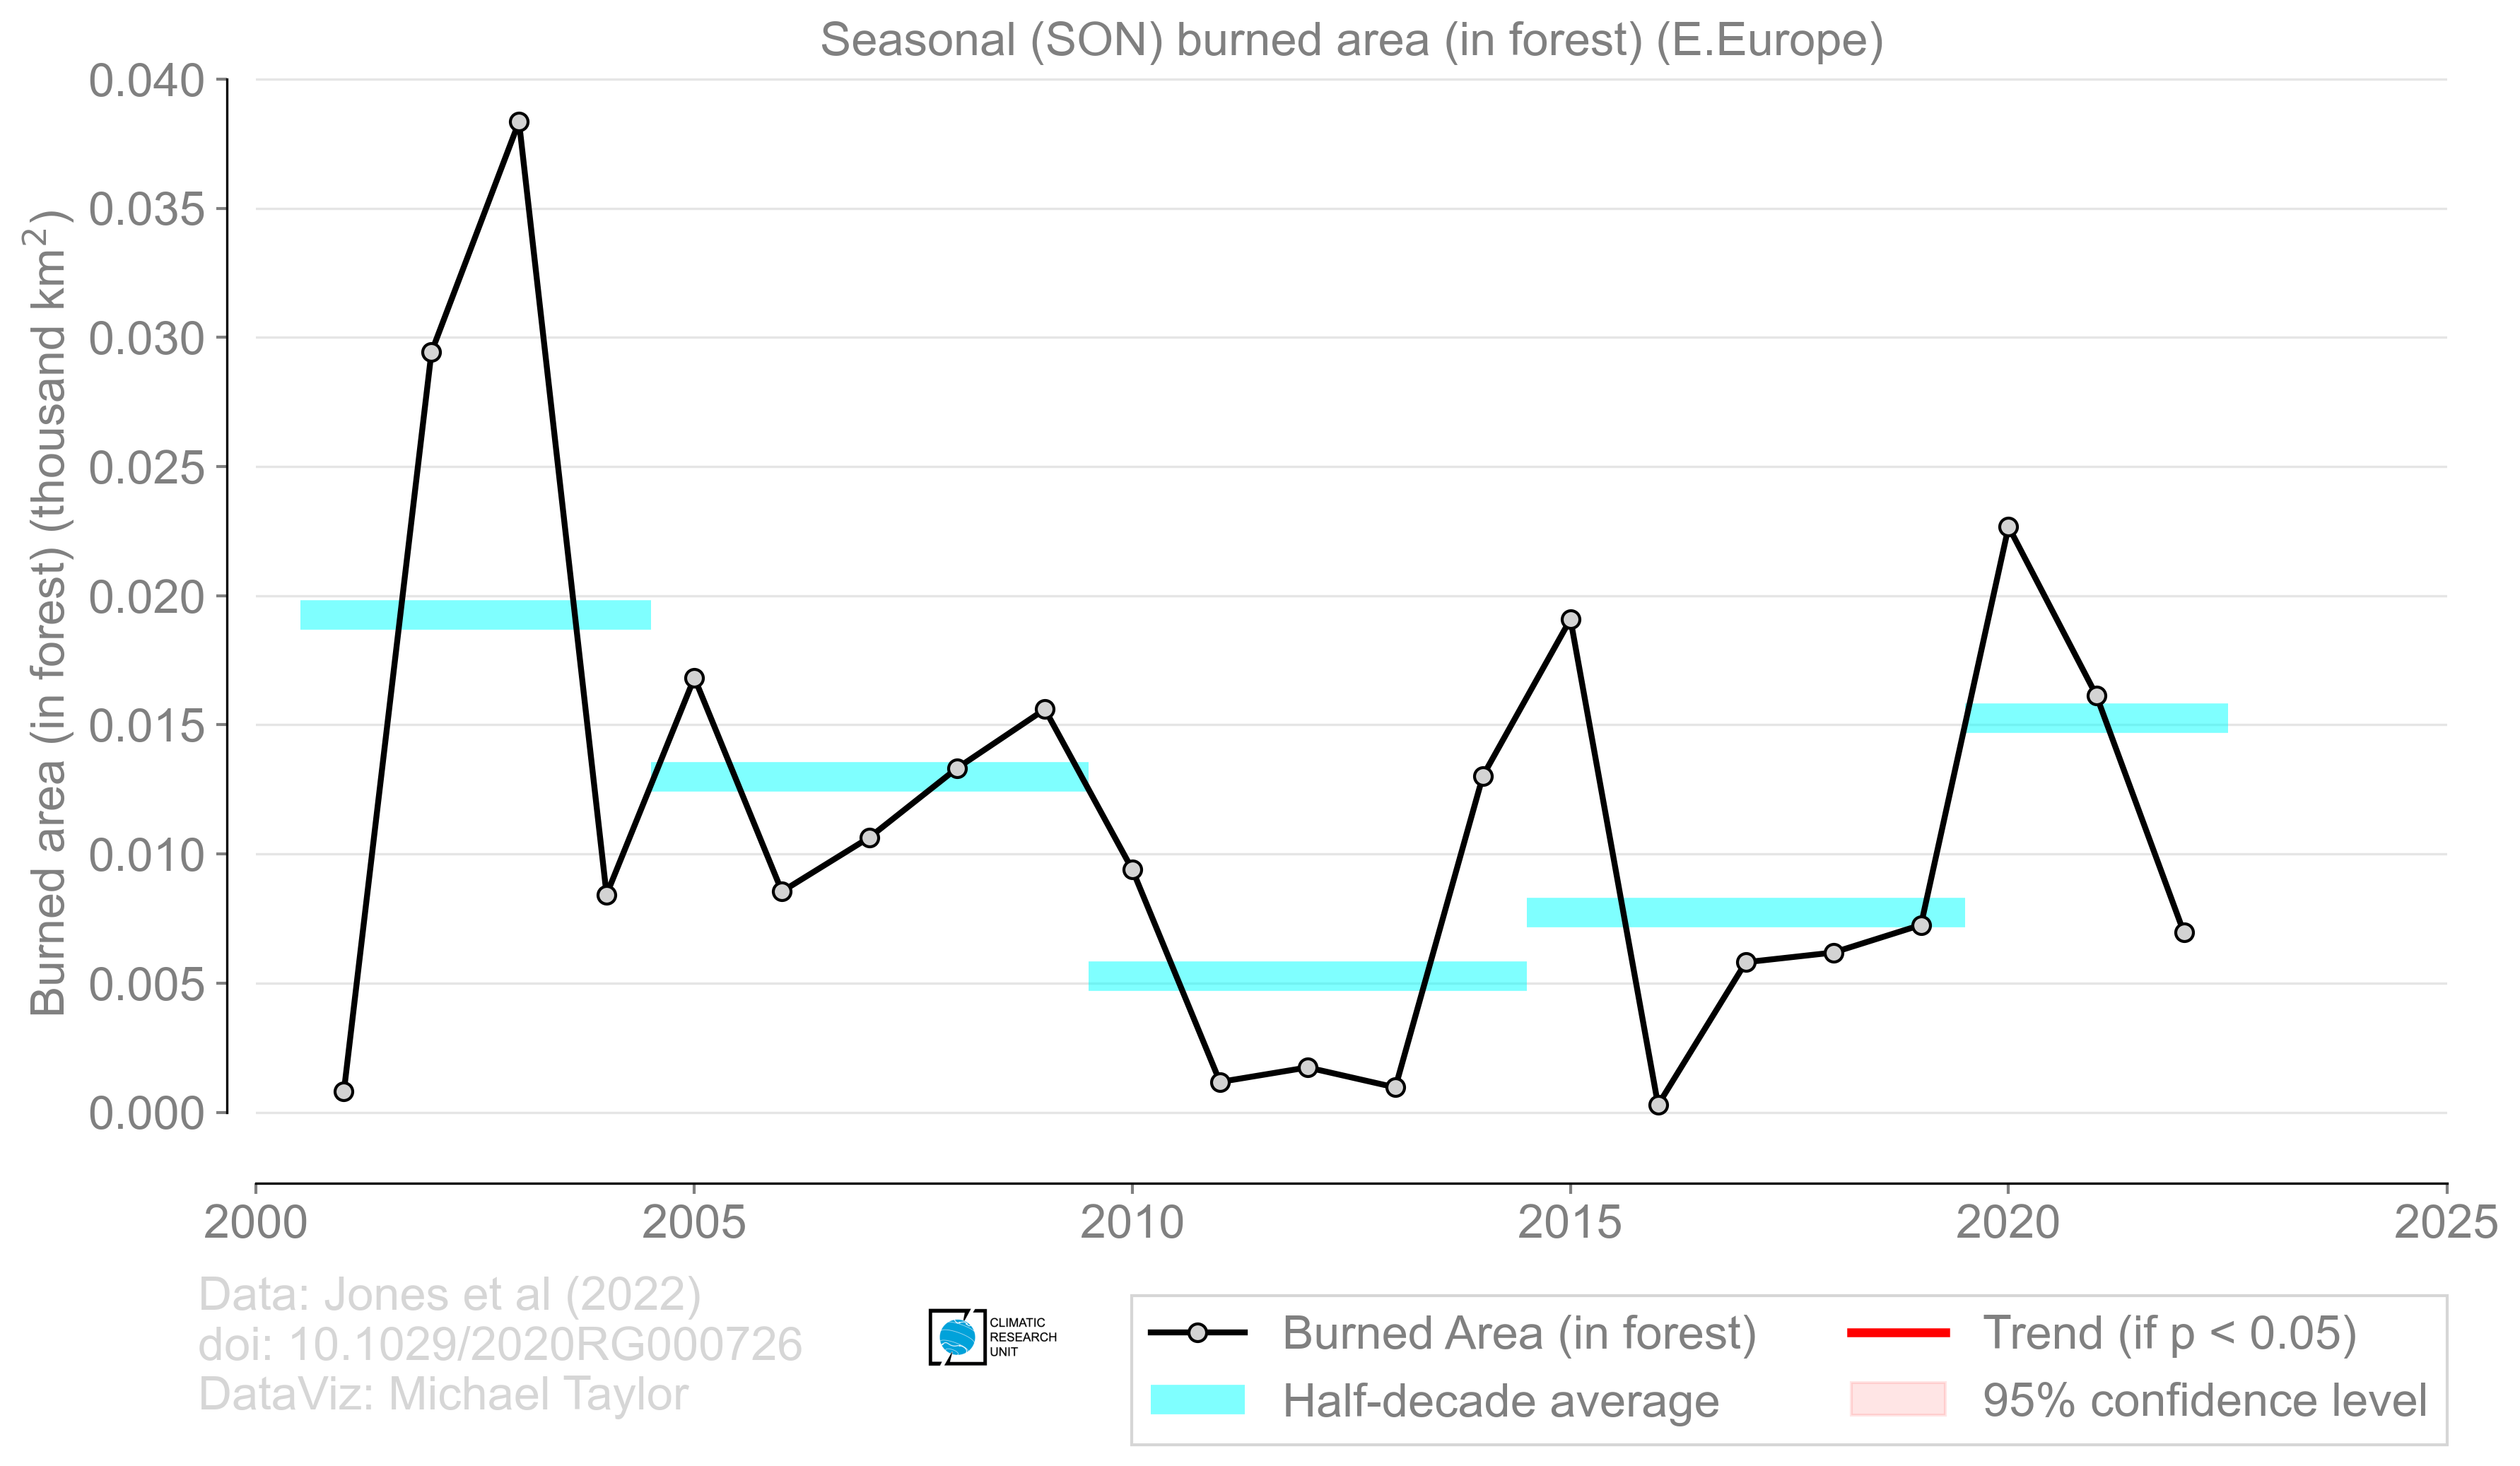 Seasonal (SON) burned area (in forest) (E.Europe)
Burned area (in forest) (thousand km²)
0.040
0.035
0.030
0.025
0.020
0.015
0.010
0.005
0.000
2000 2005 2010 2015 2020 2025
Data: Jones et al (2022)
doi: 10.1029/2020RG000726
DataViz: Michael Taylor
CLIMATIC
RESEARCH
UNIT
Burned Area (in forest)
Half-decade average
Trend (if p < 0.05)
95% confidence level